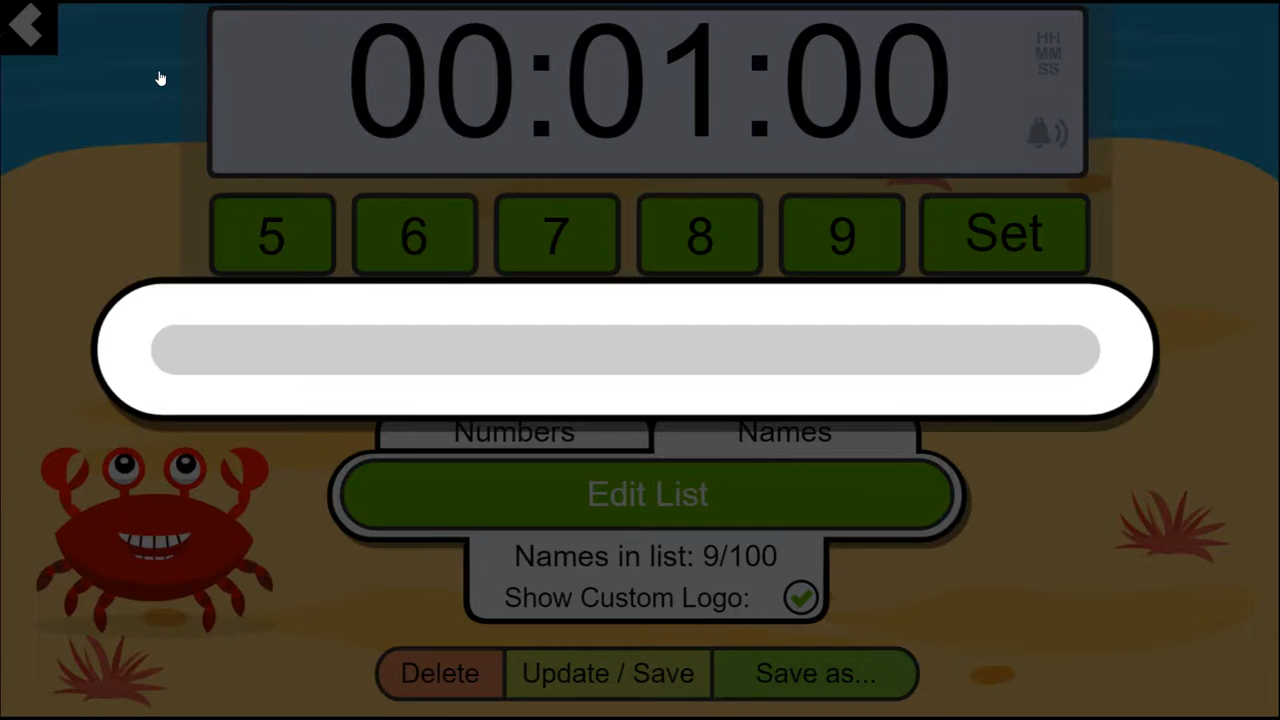 00:01:00
HH
MM
SS
5 6 7 8 9 Set
Numbers Names
Edit List
Names in list: 9/100
Show Custom Logo:
Delete Update / Save Save as...